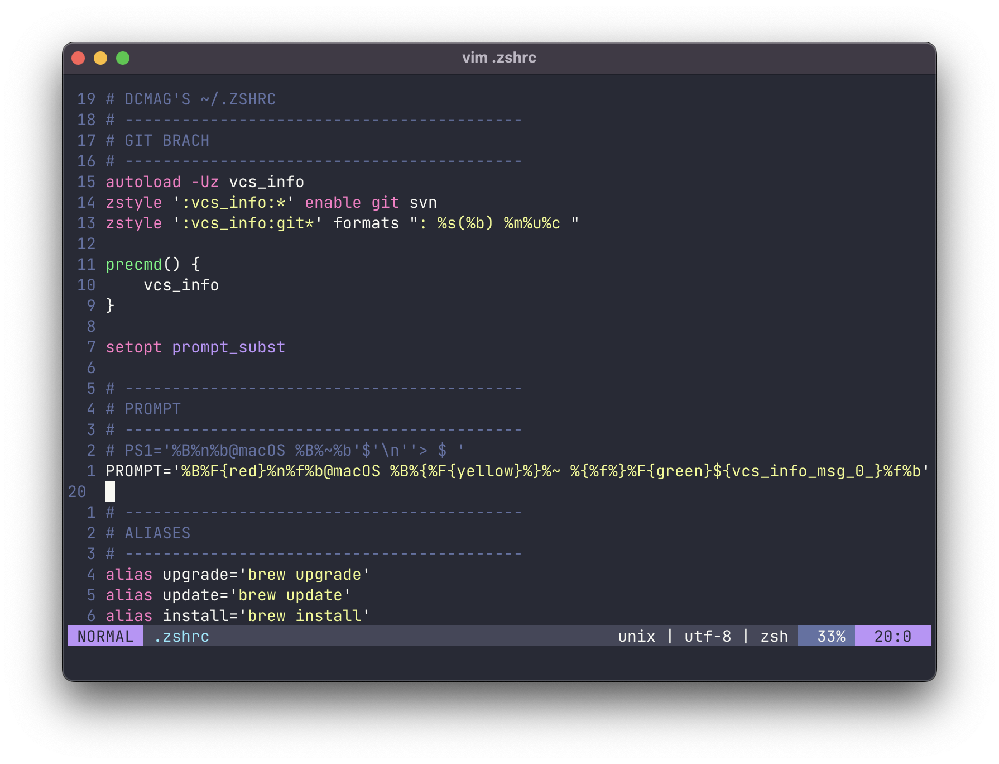 vim .zshrc
19 # DCMAG'S ~/.ZSHRC
18 # ------------------------------------------
17 # GIT BRACH
16 # ------------------------------------------
15 autoload -Uz vcs_info
14 zstyle ':vcs_info:*' enable git svn
13 zstyle ':vcs_info:git*' formats ": %s(%b) %m%u%c "
12
11 precmd() {
10     vcs_info
9 }
8
7 setopt prompt_subst
6
5 # ------------------------------------------
4 # PROMPT
3 # ------------------------------------------
2 # PS1='%B%n%b@macOS %B%~%b'$'\n''> $ '
1 PROMPT='%B%F{red}%n%f%b@macOS %B%{%F{yellow}%}%~ %{%f%}%F{green}${vcs_info_msg_0_}%f%b'
20
1 # ------------------------------------------
2 # ALIASES
3 # ------------------------------------------
4 alias upgrade='brew upgrade'
5 alias update='brew update'
6 alias install='brew install'
NORMAL .zshrc unix | utf-8 | zsh 33% 20:0